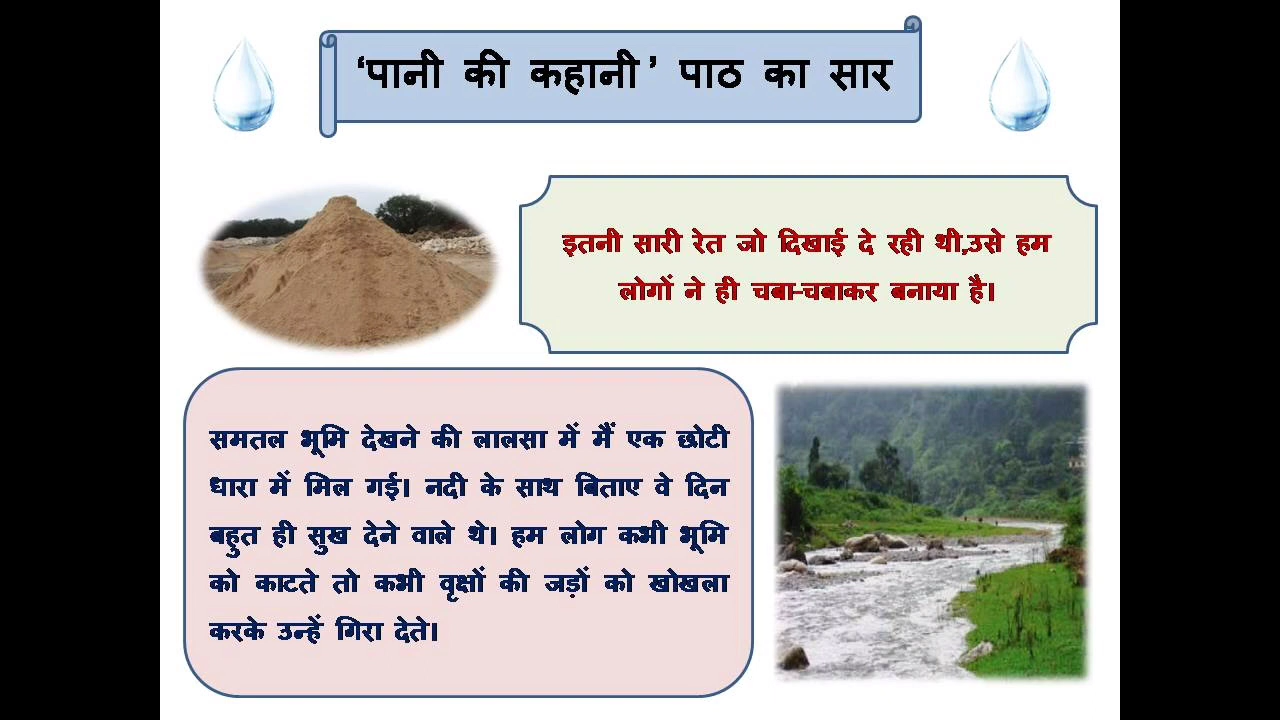 ‘पानी की कहानी ’ पाठ का सार
इतनी सारी रेत जो दिखाई दे रही थी,उसे हम
लोगों ने ही चबा-चबाकर बनाया है।
समतल भूमि देखने की लालसा में मैं एक छोटी
धारा में मिल गई। नदी के साथ बिताए वे दिन
बहुत ही सुख देने वाले थे। हम लोग कभी भूमि
को काटते तो कभी वृक्षों की जड़ों को खोखला
करके उन्हें गिरा देते।